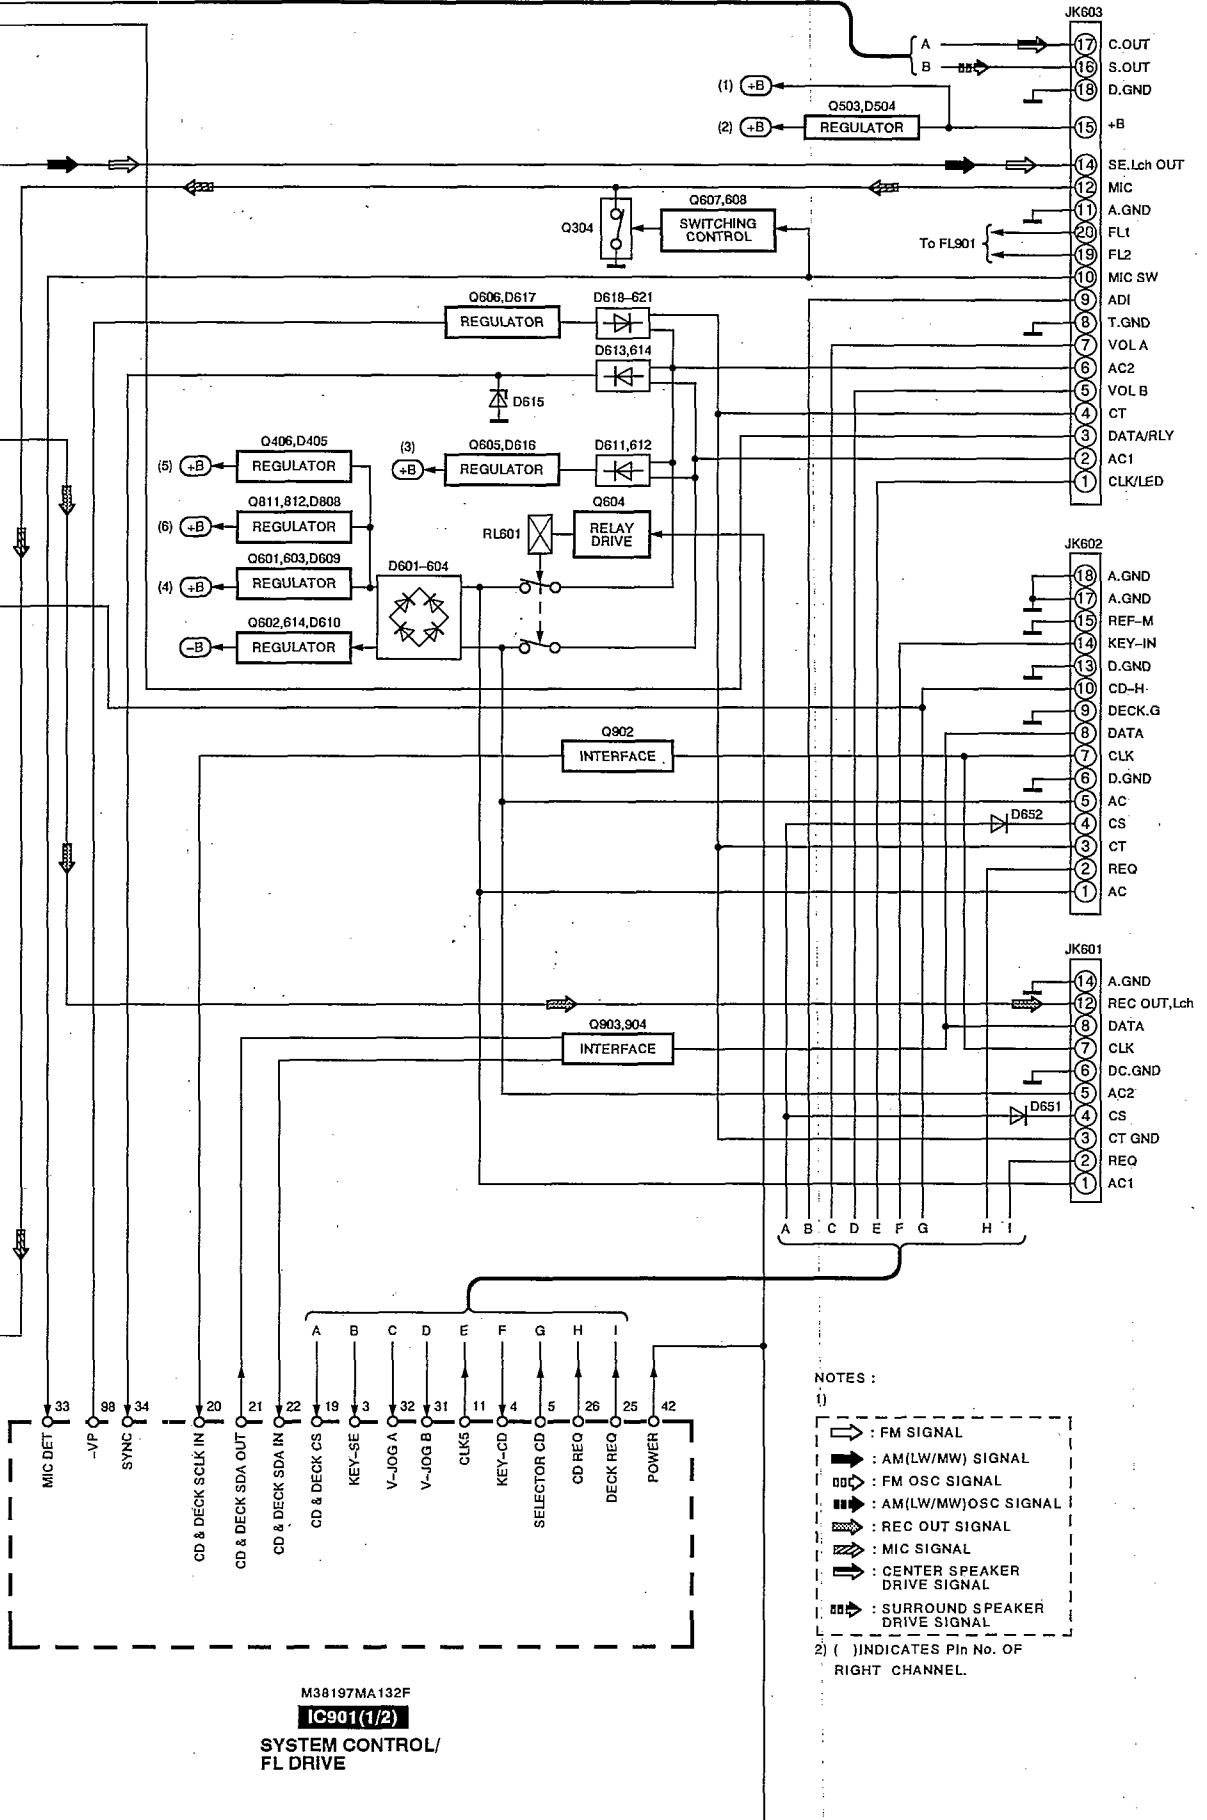 JK603
A
17 C.OUT
B
16 S.OUT
(1) +B
18 D.GND
Q503,D504
(2) +B
REGULATOR
15 +B
14 SE.Lch OUT
12 MIC
Q607,608
Q304
SWITCHING
CONTROL
11 A.GND
20 FL1
To FL901
19 FL2
10 MIC SW
Q606,D617
D618–621
9 ADI
REGULATOR
8 T.GND
D613,614
7 VOL A
6 AC2
D615
5 VOL B
4 CT
Q406,D405
(3)
Q605,D616
D611,612
3 DATA/RLY
(5) +B
REGULATOR
+B
REGULATOR
2 AC1
1 CLK/LED
Q811,812,D808
Q604
(6) +B
REGULATOR
RL601
RELAY
DRIVE
JK602
Q601,603,D609
D601–604
18 A.GND
(4) +B
REGULATOR
17 A.GND
Q602,614,D610
15 REF–M
–B
REGULATOR
14 KEY–IN
13 D.GND
10 CD–H
9 DECK.G
Q902
8 DATA
INTERFACE
7 CLK
6 D.GND
5 AC
D652
4 CS
3 CT
2 REQ
1 AC
JK601
14 A.GND
12 REC OUT,Lch
Q903,904
8 DATA
INTERFACE
7 CLK
6 DC.GND
5 AC2
D651
4 CS
3 CT GND
2 REQ
1 AC1
A B C D E F G H I
A B C D E F G H I
33 98 34 20 21 22 19 3 32 31 11 4 5 26 25 42
MIC DET
–VP
SYNC
CD & DECK SCLK IN
CD & DECK SDA OUT
CD & DECK SDA IN
CD & DECK CS
KEY–SE
V–JOG A
V–JOG B
CLK5
KEY–CD
SELECTOR CD
CD REQ
DECK REQ
POWER
NOTES :
1)
: FM SIGNAL
: AM(LW/MW) SIGNAL
: FM OSC SIGNAL
: AM(LW/MW)OSC SIGNAL
: REC OUT SIGNAL
: MIC SIGNAL
: CENTER SPEAKER
DRIVE SIGNAL
: SURROUND SPEAKER
DRIVE SIGNAL
2) ( )INDICATES Pin No. OF
RIGHT CHANNEL.
M38197MA132F
IC901(1/2)
SYSTEM CONTROL/
FL DRIVE